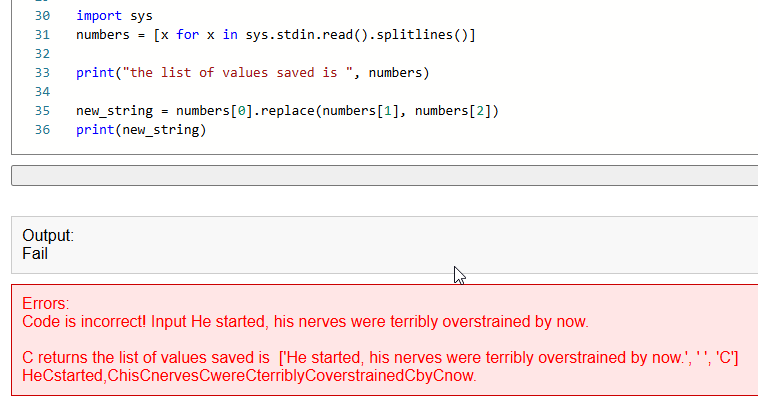 30 import sys
31 numbers = [x for x in sys.stdin.read().splitlines()]
32
33 print("the list of values saved is ", numbers)
34
35 new_string = numbers[0].replace(numbers[1], numbers[2])
36 print(new_string)
Output:
Fail
Errors:
Code is incorrect! Input He started, his nerves were terribly overstrained by now.
C returns the list of values saved is  ['He started, his nerves were terribly overstrained by now.', ' ', 'C']
HeCstarted,ChisCnervesCwereCterriblyCoverstrainedCbyCnow.